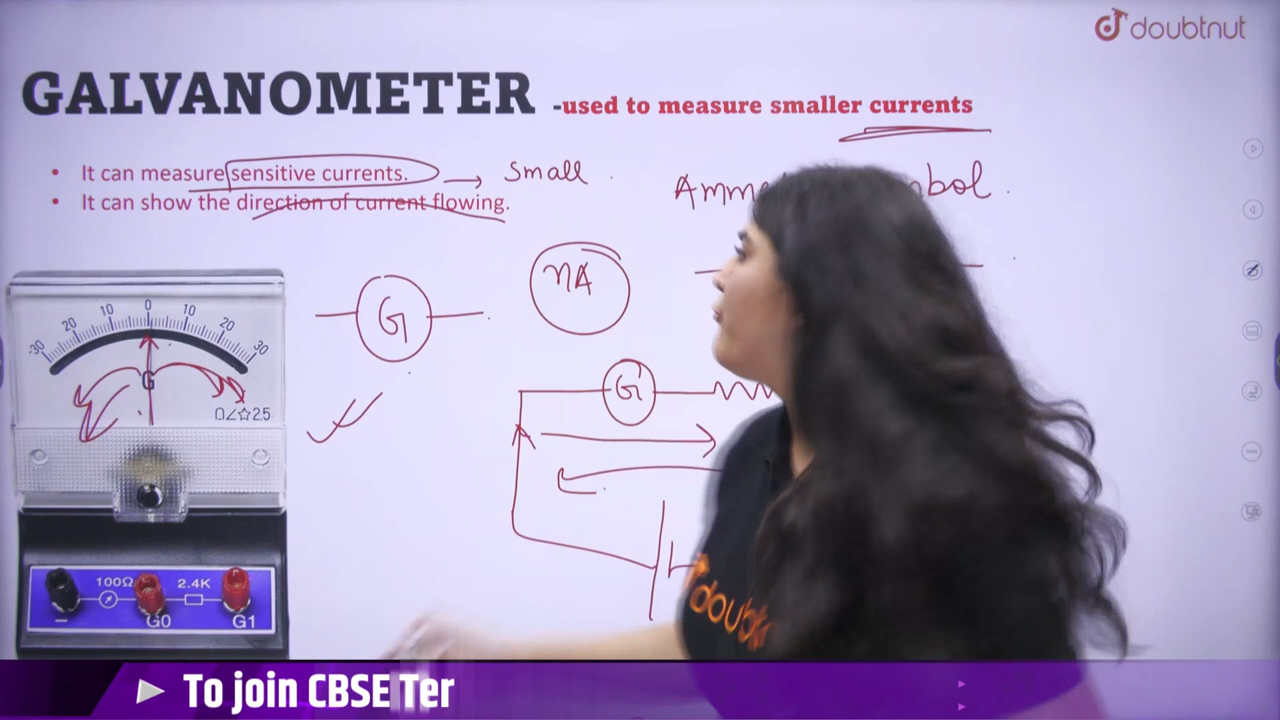 doubtnut
GALVANOMETER -used to measure smaller currents
• It can measure sensitive currents. → Small .
• It can show the direction of current flowing.
-30 20 10 0 10 20 30
G
2.5
G
nA
G
100Ω 2.4K
– G0 G1
doubt
To join CBSE Ter